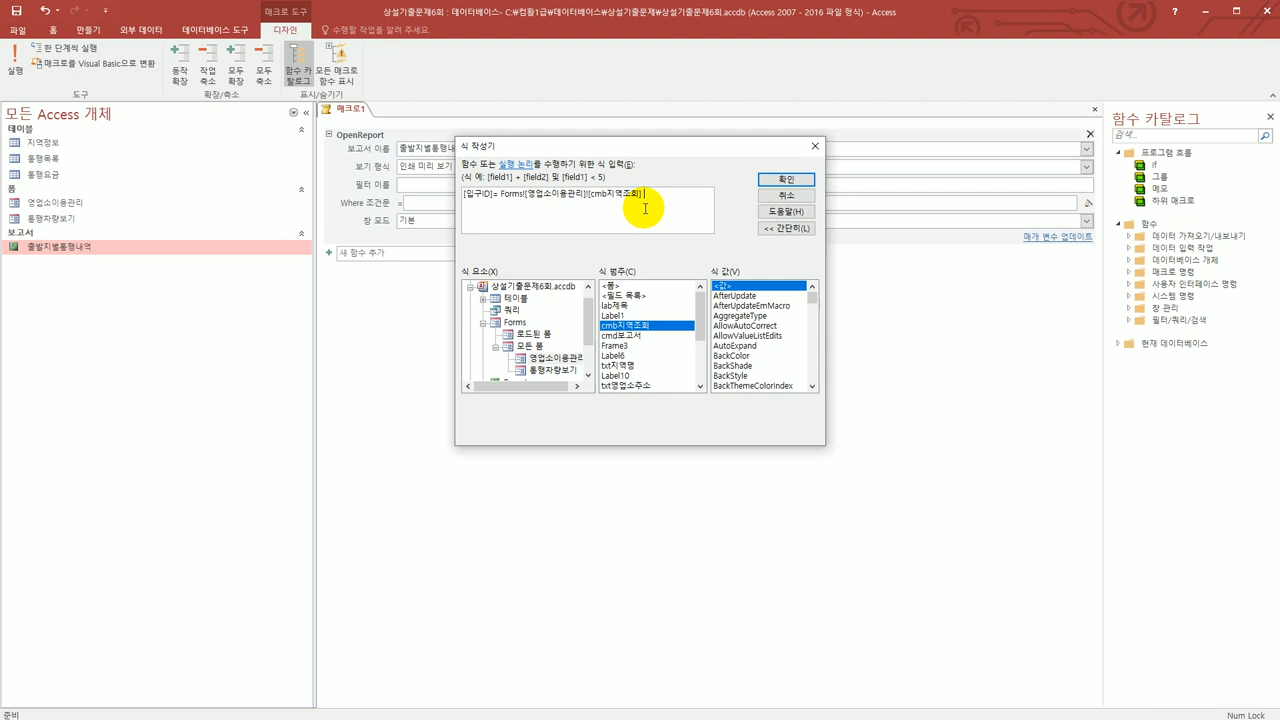 매크로 도구
상설기출문제6회 : 데이터베이스- C:₩컴활1급₩데이터베이스₩상설기출문제₩상설기출문제6회.accdb (Access 2007 - 2016 파일 형식) - Access
파일 홈 만들기 외부 데이터 데이터베이스 도구 디자인 수행할 작업을 알려 주세요.
실행
한 단계씩 실행
매크로를 Visual Basic으로 변환
도구
동작 확장
작업 축소
모두 확장
모두 축소
확장/축소
함수 카탈로그
모든 매크로 함수 표시
표시/숨기기
모든 Access 개체
테이블
지역정보
통행목록
통행요금
폼
영업소이용관리
통행자량보기
보고서
출발지별통행내역
매크로1
OpenReport
보고서 이름 출발지별통행내
보기 형식 인쇄 미리 보기
필터 이름
Where 조건문 =
창 모드 기본
매개 변수 업데이트
새 함수 추가
식 작성기
함수 또는 실행 논리를 수행하기 위한 식 입력(E):
(식 예: [field1] + [field2] 및 [field1] < 5)
[입구ID]= Forms![영업소이용관리]![cmb지역조회]
확인
취소
도움말(H)
<< 간단히(L)
식 요소(X)
상설기출문제6회.accdb
테이블
쿼리
Forms
로드된 폼
모든 폼
영업소이용관리
통행자량보기
식 범주(C)
<폼>
<필드 목록>
lab제목
Label1
cmb지역조회
cmd보고서
Frame3
Label6
txt지역명
Label10
txt영업소주소
식 값(V)
<값>
AfterUpdate
AfterUpdateEmMacro
AggregateType
AllowAutoCorrect
AllowValueListEdits
AutoExpand
BackColor
BackShade
BackStyle
BackThemeColorIndex
함수 카탈로그
검색...
프로그램 흐름
If
그룹
메모
하위 매크로
함수
데이터 가져오기/내보내기
데이터 입력 작업
데이터베이스 개체
매크로 명령
사용자 인터페이스 명령
시스템 명령
창 관리
필터/쿼리/검색
현재 데이터베이스
준비
Num Lock